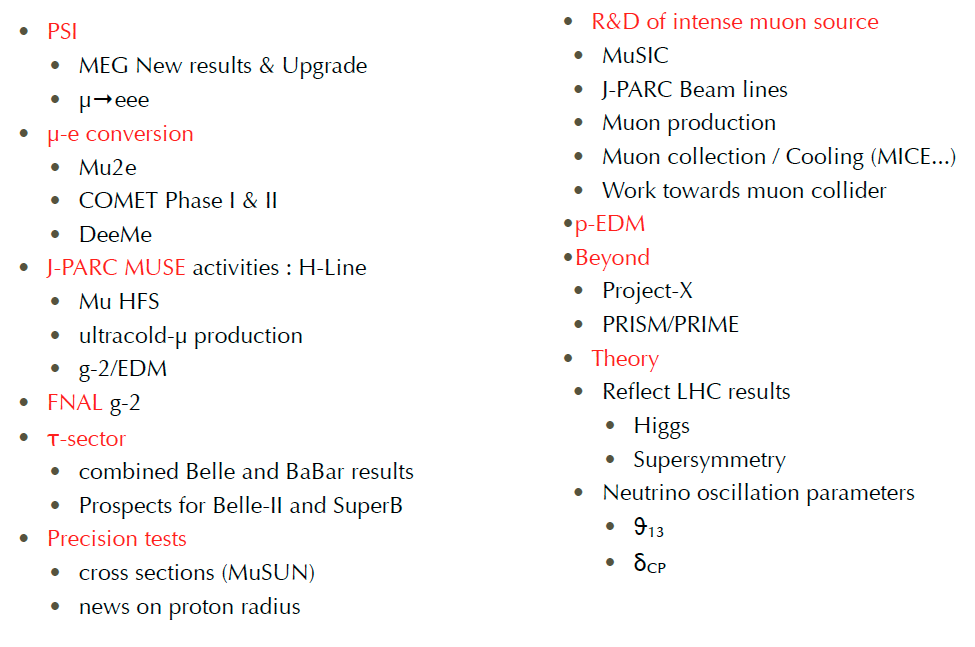 • PSI
• MEG New results & Upgrade
• μ→eee
• μ-e conversion
• Mu2e
• COMET Phase I & II
• DeeMe
• J-PARC MUSE activities : H-Line
• Mu HFS
• ultracold-μ production
• g-2/EDM
• FNAL g-2
• τ-sector
• combined Belle and BaBar results
• Prospects for Belle-II and SuperB
• Precision tests
• cross sections (MuSUN)
• news on proton radius
• R&D of intense muon source
• MuSIC
• J-PARC Beam lines
• Muon production
• Muon collection / Cooling (MICE...)
• Work towards muon collider
•p-EDM
•Beyond
• Project-X
• PRISM/PRIME
• Theory
• Reflect LHC results
• Higgs
• Supersymmetry
• Neutrino oscillation parameters
• ϑ₁₃
• δCP